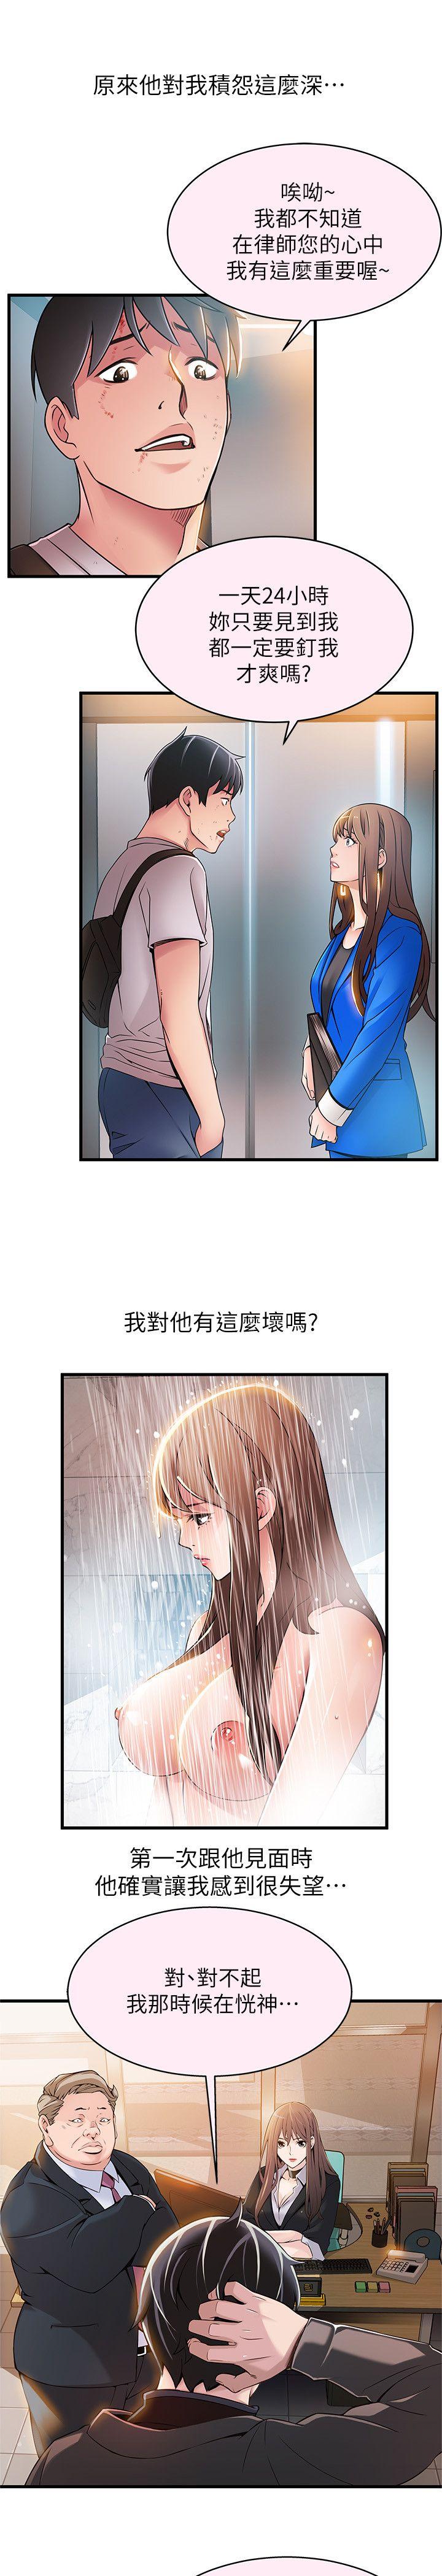 原來他對我積怨這麼深⋯
唉呦~
我都不知道
在律師您的心中
我有這麼重要喔~
一天24小時
妳只要見到我
都一定要釘我
才爽嗎?
我對他有這麼壞嗎?
第一次跟他見面時
他確實讓我感到很失望⋯
對、對不起
我那時候在恍神⋯